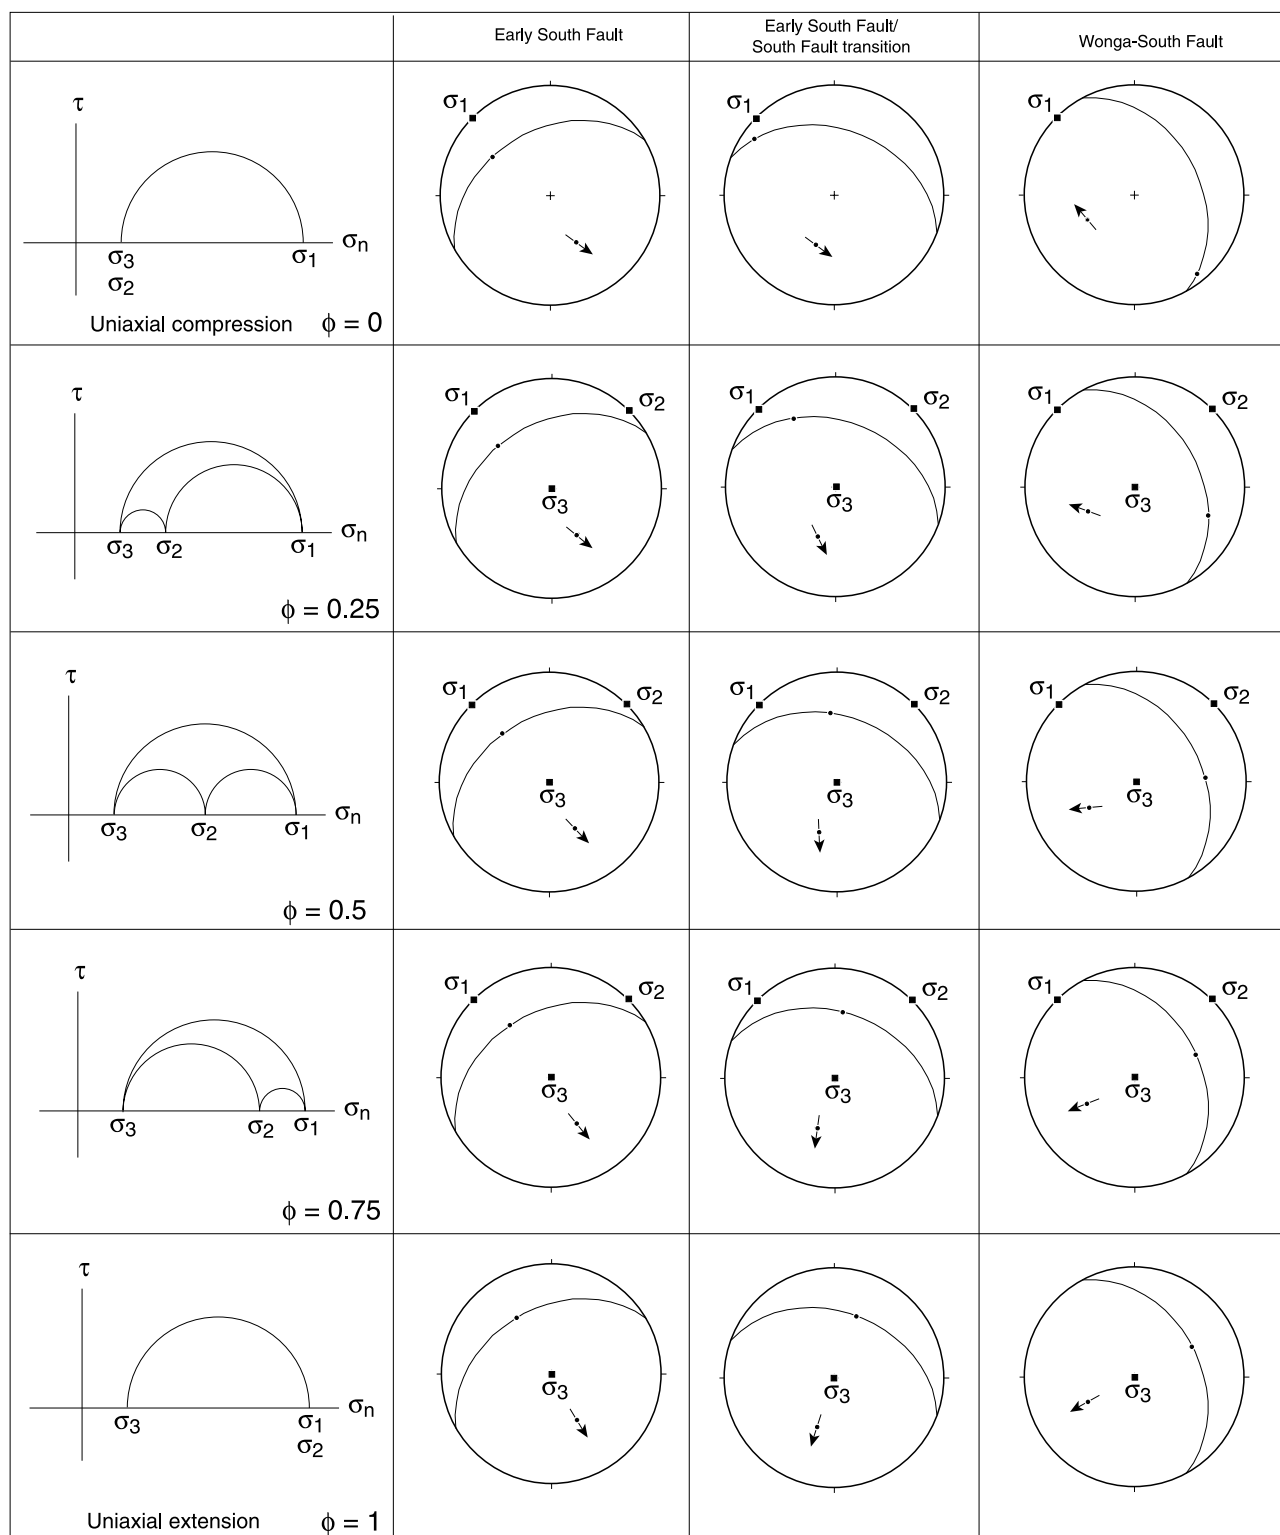 Early South Fault
Early South Fault/
South Fault transition
Wonga-South Fault
τ
σn
σ3
σ2
σ1
Uniaxial compression ϕ = 0
σ1
σ1
σ1
τ
σn
σ3 σ2 σ1
ϕ = 0.25
σ1 σ2
σ3
σ1 σ2
σ3
σ1 σ2
σ3
τ
σn
σ3 σ2 σ1
ϕ = 0.5
σ1 σ2
σ3
σ1 σ2
σ3
σ1 σ2
σ3
τ
σn
σ3 σ2 σ1
ϕ = 0.75
σ1 σ2
σ3
σ1 σ2
σ3
σ1 σ2
σ3
τ
σn
σ3 σ1
σ2
Uniaxial extension ϕ = 1
σ3
σ3
σ3